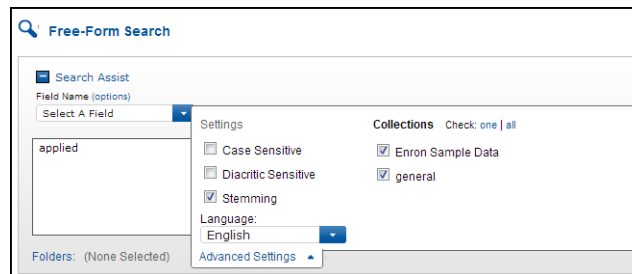 Free-Form Search
Search Assist
Field Name (options)
Select A Field
applied
Settings
Case Sensitive
Diacritic Sensitive
Stemming
Language:
English
Advanced Settings
Collections Check: one | all
Enron Sample Data
general
Folders: (None Selected)